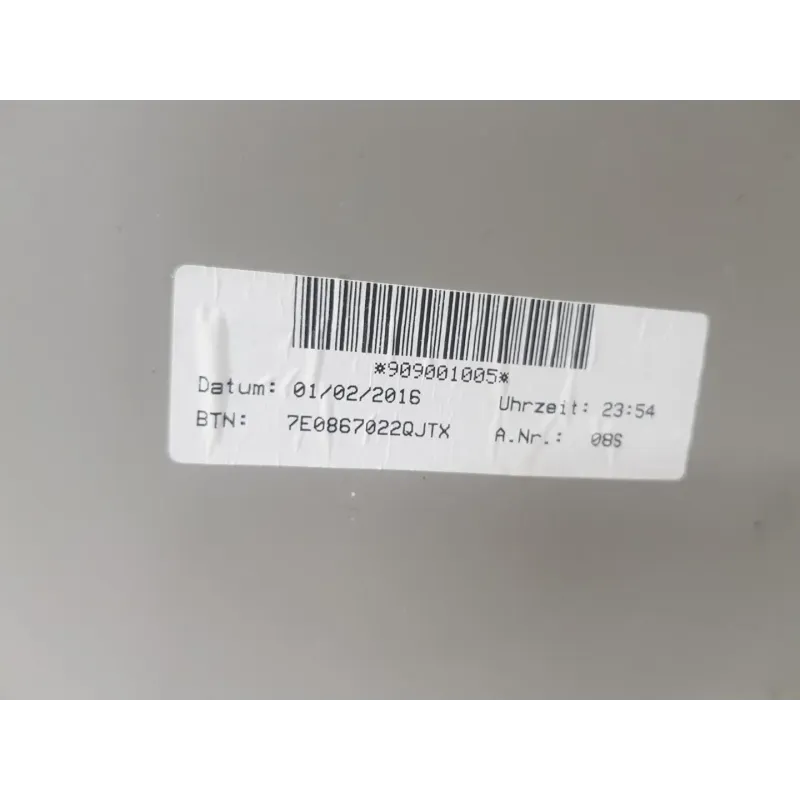 *909001005*
Datum: 01/02/2016 Uhrzeit: 23:54
BTN: 7E0867022QJTX A.Nr.: 08S